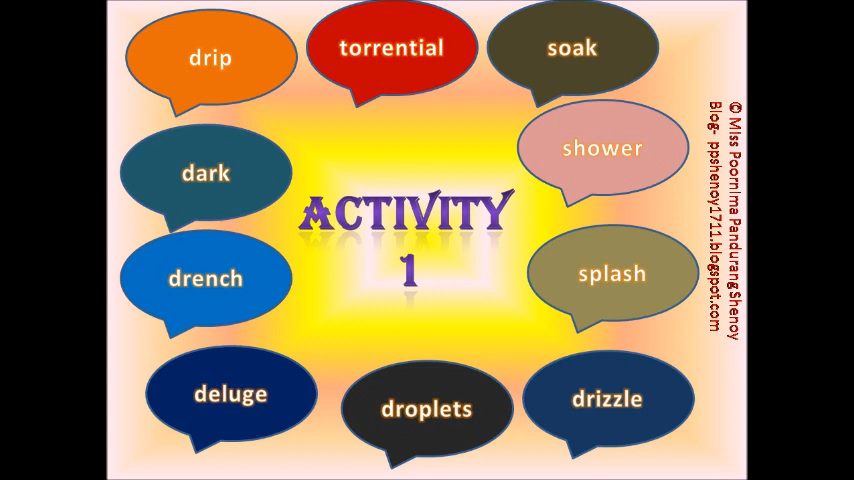 drip
torrential
soak
dark
shower
ACTIVITY
1
drench
splash
deluge
droplets
drizzle
© Miss Poornima Pandurang Shenoy
Blog- ppshenoy1711.blogspot.com